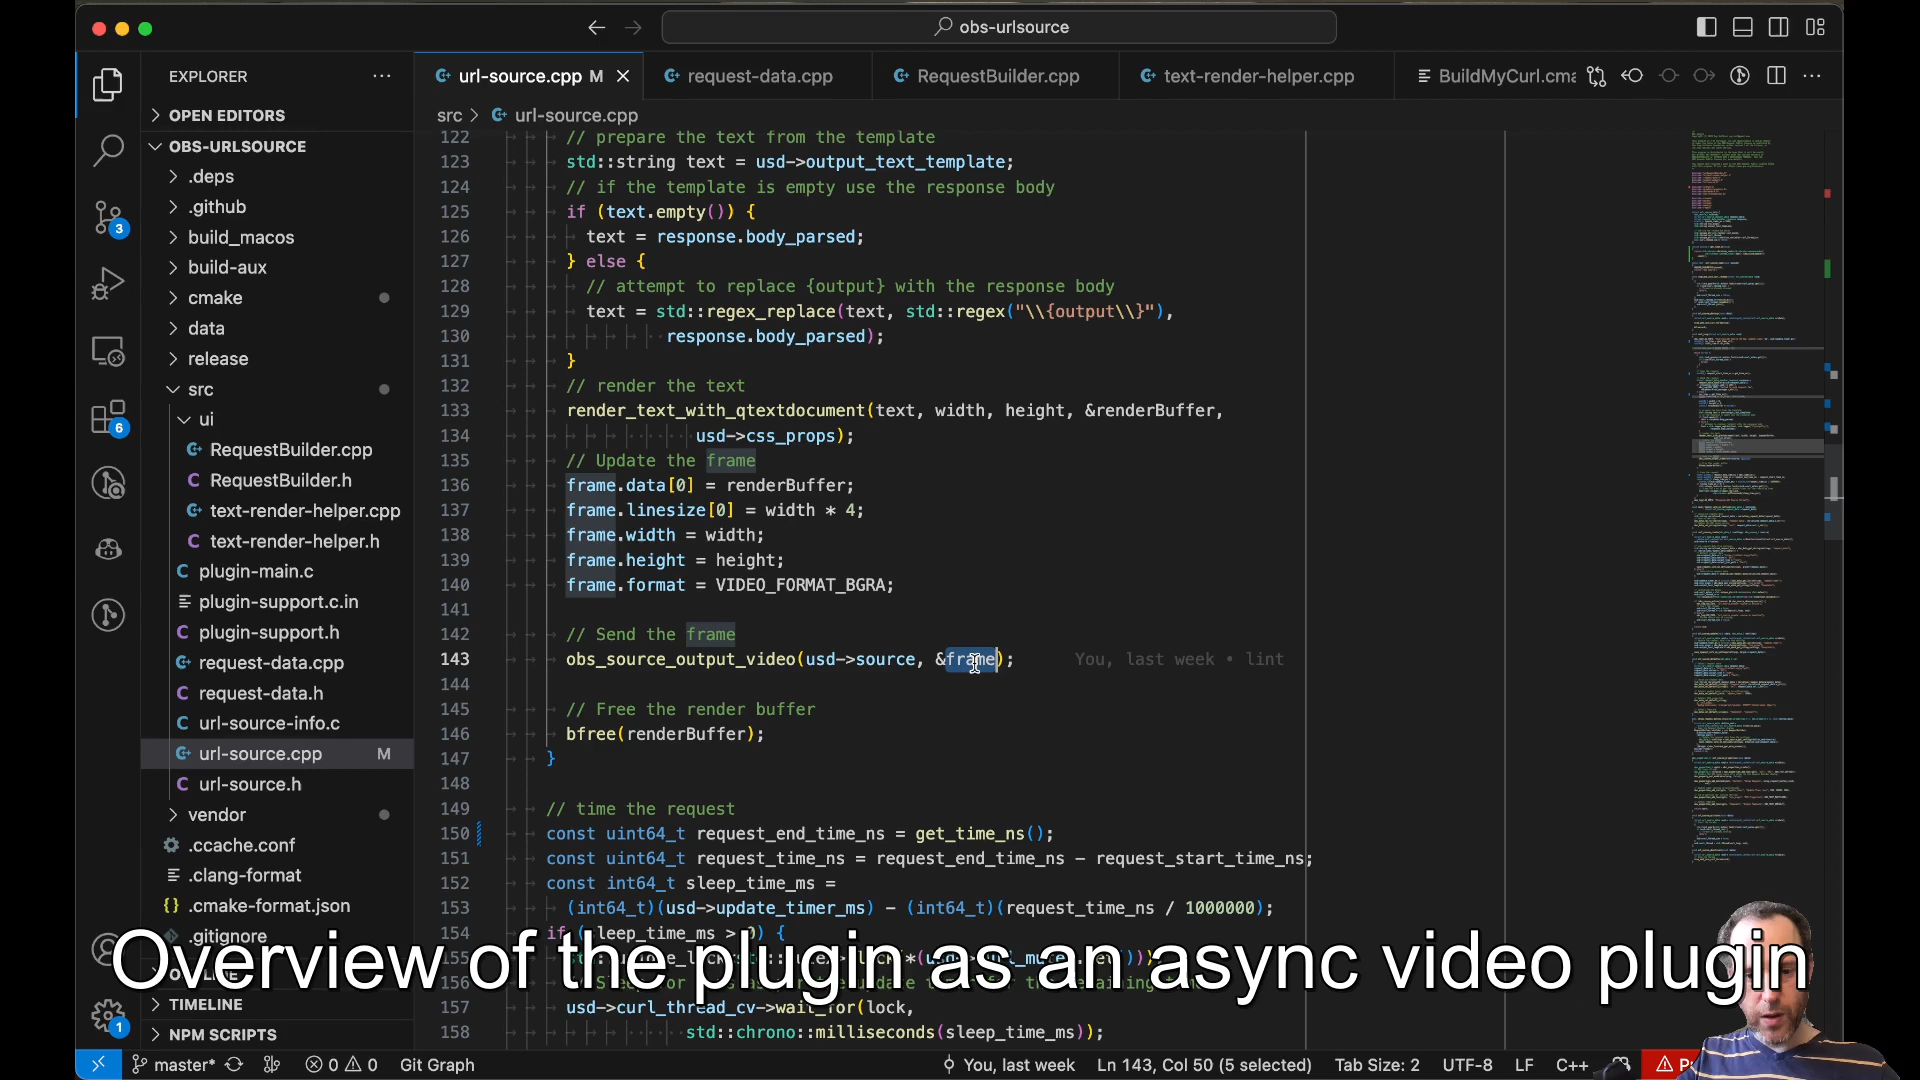 obs-urlsource
EXPLORER
url-source.cpp M
request-data.cpp
RequestBuilder.cpp
text-render-helper.cpp
BuildMyCurl.cma
OPEN EDITORS
OBS-URLSOURCE
.deps
.github
build_macos
build-aux
cmake
data
release
src
ui
RequestBuilder.cpp
RequestBuilder.h
text-render-helper.cpp
text-render-helper.h
plugin-main.c
plugin-support.c.in
plugin-support.h
request-data.cpp
request-data.h
url-source-info.c
url-source.cpp M
url-source.h
vendor
.ccache.conf
.clang-format
.cmake-format.json
.gitignore
TIMELINE
NPM SCRIPTS
3
6
1
src > url-source.cpp
122 // prepare the text from the template
123 std::string text = usd->output_text_template;
124 // if the template is empty use the response body
125 if (text.empty()) {
126 text = response.body_parsed;
127 } else {
128 // attempt to replace {output} with the response body
129 text = std::regex_replace(text, std::regex("\\{output\\}"),
130 response.body_parsed);
131 }
132 // render the text
133 render_text_with_qtextdocument(text, width, height, &renderBuffer,
134 usd->css_props);
135 // Update the frame
136 frame.data[0] = renderBuffer;
137 frame.linesize[0] = width * 4;
138 frame.width = width;
139 frame.height = height;
140 frame.format = VIDEO_FORMAT_BGRA;
141
142 // Send the frame
143 obs_source_output_video(usd->source, &frame); You, last week • lint
144
145 // Free the render buffer
146 bfree(renderBuffer);
147 }
148
149 // time the request
150 const uint64_t request_end_time_ns = get_time_ns();
151 const uint64_t request_time_ns = request_end_time_ns - request_start_time_ns;
152 const int64_t sleep_time_ms =
153 (int64_t)(usd->update_timer_ms) - (int64_t)(request_time_ns / 1000000);
154 if (sleep_time_ms > 0) {
155
156
157 usd->curl_thread_cv->wait_for(lock,
158 std::chrono::milliseconds(sleep_time_ms));
Overview of the plugin as an async video plugin
master* 0 0 Git Graph You, last week Ln 143, Col 50 (5 selected) Tab Size: 2 UTF-8 LF C++